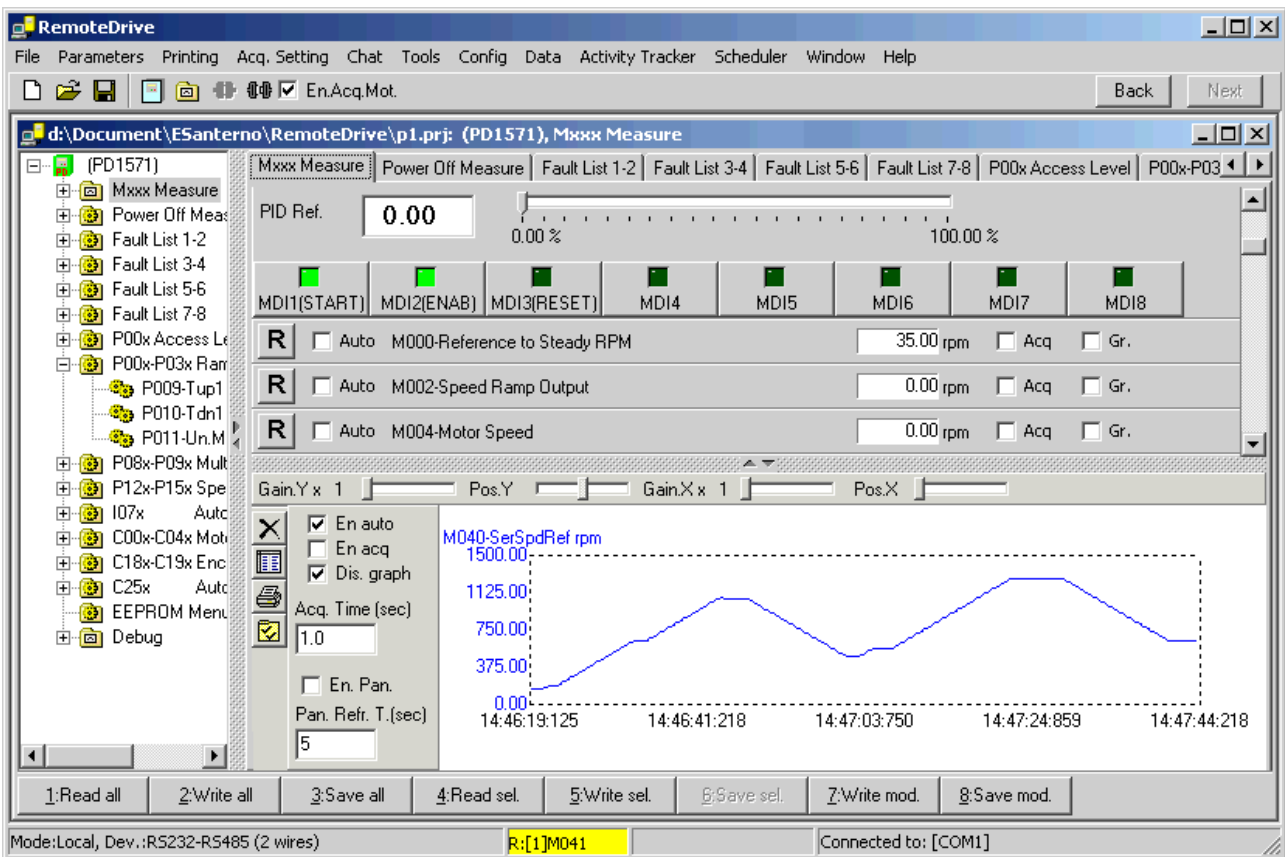 RemoteDrive
File Parameters Printing Acq. Setting Chat Tools Config Data Activity Tracker Scheduler Window Help
En.Acq.Mot. Back Next
d:\Document\ESanterno\RemoteDrive\p1.prj: (PD1571), Mxxx Measure
(PD1571)
Mxxx Measure
Power Off Meas
Fault List 1-2
Fault List 3-4
Fault List 5-6
Fault List 7-8
P00x Access Le
P00x-P03x Ram
P009-Tup1
P010-Tdn1
P011-Un.M
P08x-P09x Mult
P12x-P15x Spe
I07x Auto
C00x-C04x Moto
C18x-C19x Enc
C25x Auto
EEPROM Menu
Debug
Mxxx Measure Power Off Measure Fault List 1-2 Fault List 3-4 Fault List 5-6 Fault List 7-8 P00x Access Level P00x-P03
PID Ref. 0.00
0.00 % 100.00 %
MDI1(START) MDI2(ENAB) MDI3(RESET) MDI4 MDI5 MDI6 MDI7 MDI8
R Auto M000-Reference to Steady RPM 35.00 rpm Acq Gr.
R Auto M002-Speed Ramp Output 0.00 rpm Acq Gr.
R Auto M004-Motor Speed 0.00 rpm Acq Gr.
Gain.Y x 1 Pos.Y Gain.X x 1 Pos.X
En auto
En acq
Dis. graph
Acq. Time (sec)
1.0
En. Pan.
Pan. Refr. T.(sec)
5
M040-SerSpdRef rpm
1500.00
1125.00
750.00
375.00
0.00
14:46:19:125 14:46:41:218 14:47:03:750 14:47:24:859 14:47:44:218
1:Read all 2:Write all 3:Save all 4:Read sel. 5:Write sel. 6:Save sel. 7:Write mod. 8:Save mod.
Mode:Local, Dev.:RS232-RS485 (2 wires) R:[1]M041 Connected to: [COM1]